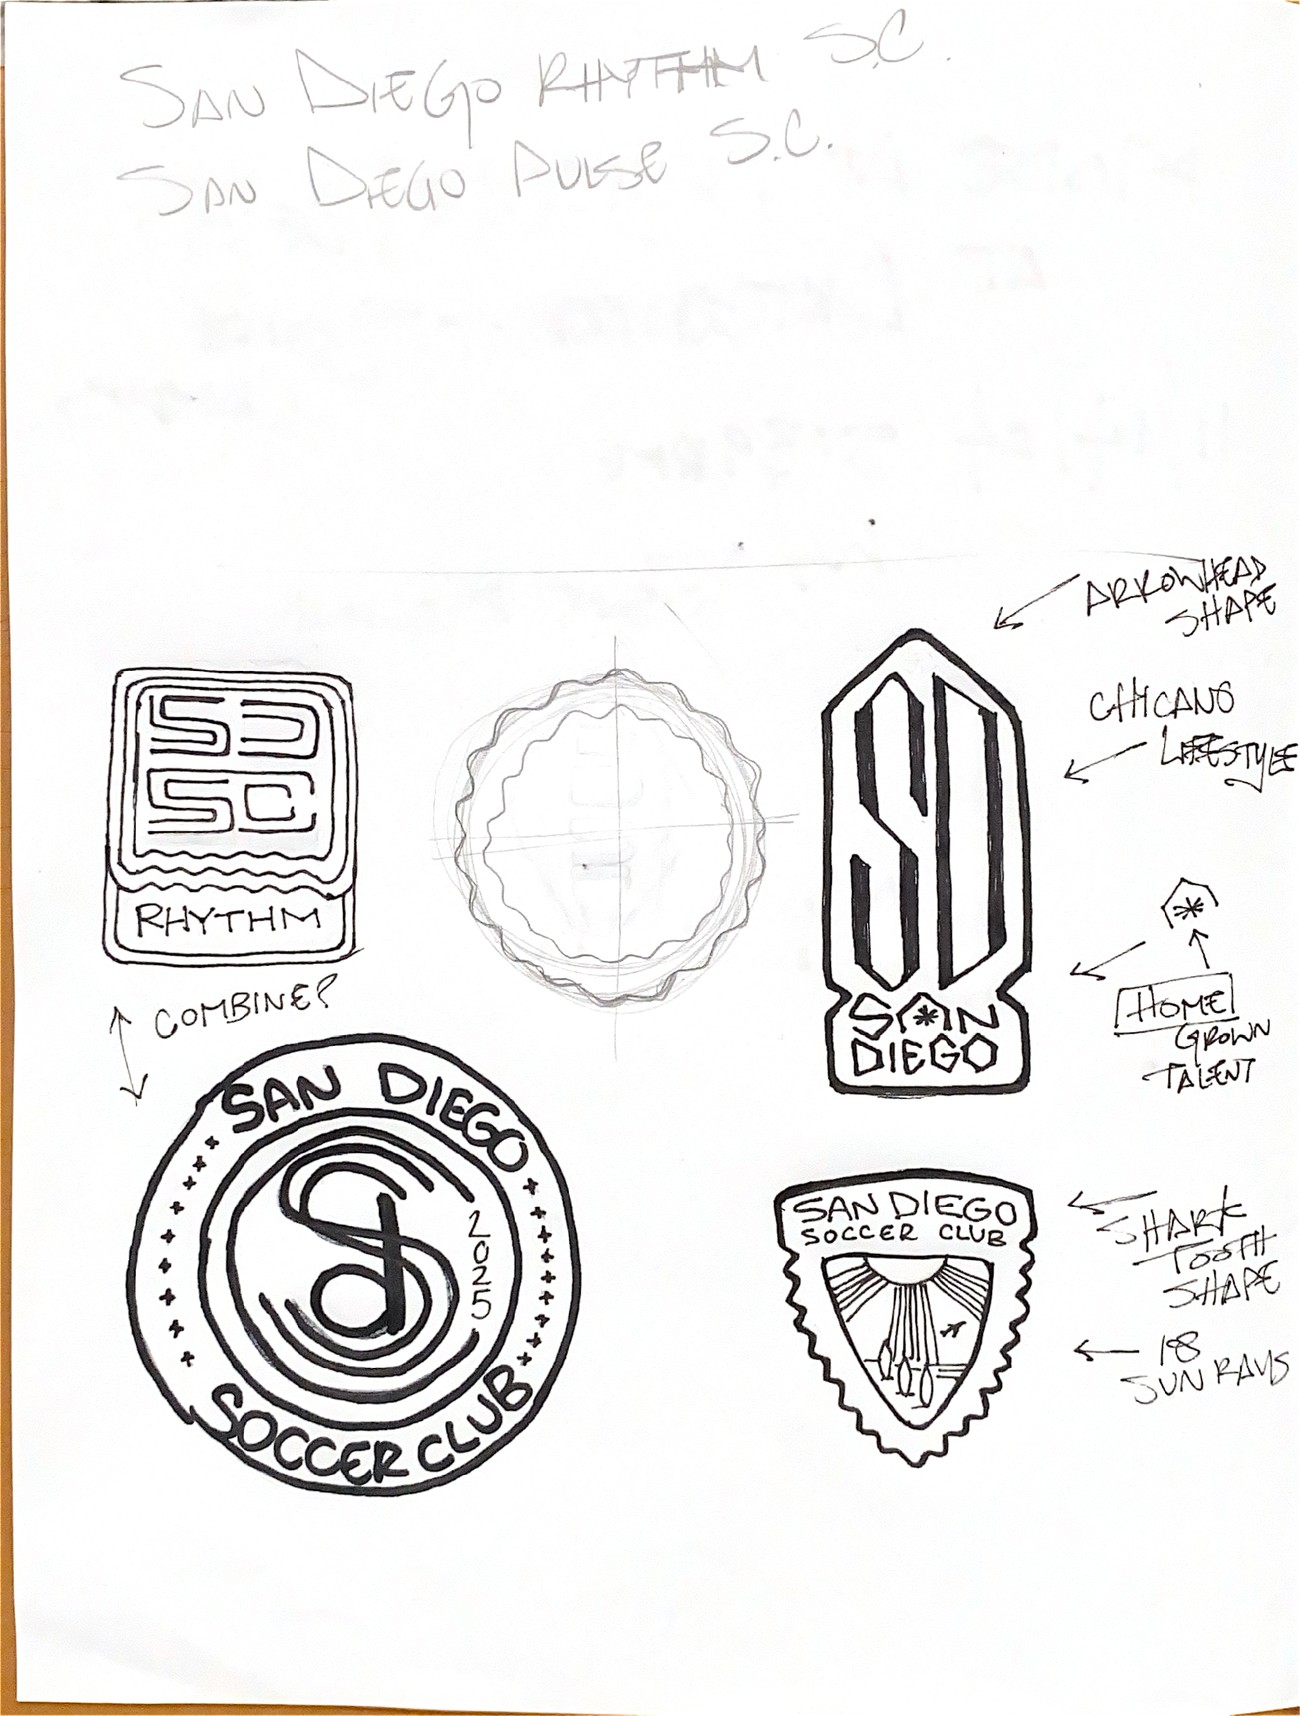 SAN DIEGO RHYTHM S.C.
SAN DIEGO PULSE S.C.
SD
SC
RHYTHM
COMBINE?
SAN DIEGO
2025
SOCCER CLUB
SD
SAN
DIEGO
ARROWHEAD
SHAPE
CHICANO
LIFESTYLE
HOME
GROWN
TALENT
SAN DIEGO
SOCCER CLUB
SHARK
TOOTH
SHAPE
18
SUN RAYS